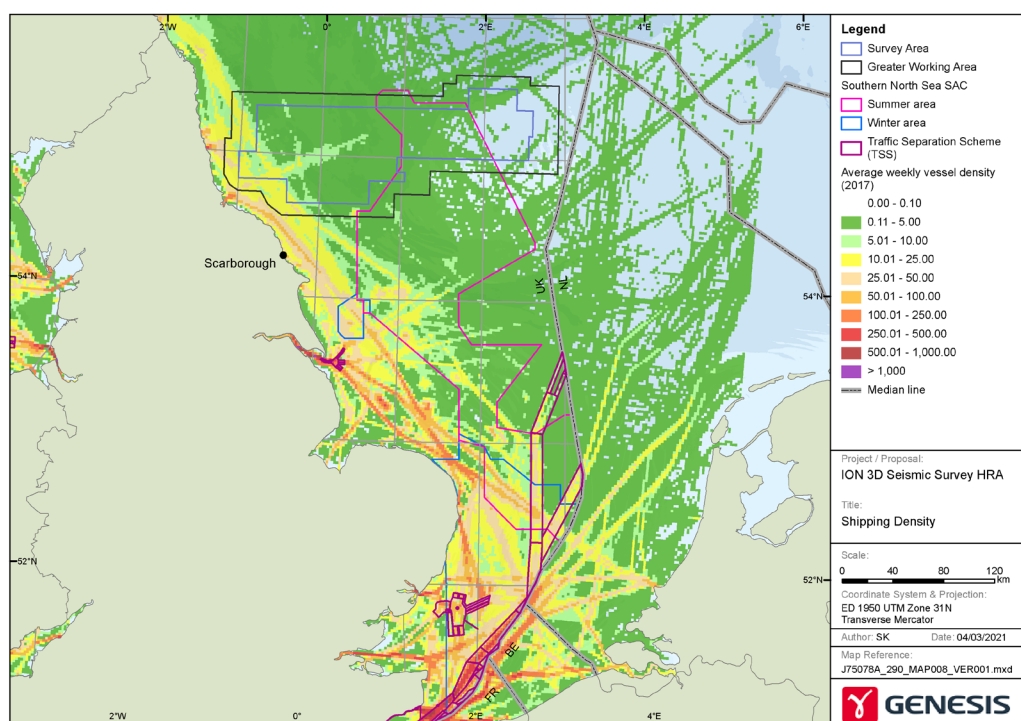 2°W
0°
2°E
4°E
6°E
54°N
Scarborough
UK
NL
54°N
52°N
52°N
BE
FR
2°W
0°
2°E
4°E
Legend
Survey Area
Greater Working Area
Southern North Sea SAC
Summer area
Winter area
Traffic Separation Scheme
(TSS)
Average weekly vessel density
(2017)
0.00 - 0.10
0.11 - 5.00
5.01 - 10.00
10.01 - 25.00
25.01 - 50.00
50.01 - 100.00
100.01 - 250.00
250.01 - 500.00
500.01 - 1,000.00
> 1,000
Median line
Project / Proposal:
ION 3D Seismic Survey HRA
Title:
Shipping Density
Scale:
0 40 80 120
km
Coordinate System & Projection:
ED 1950 UTM Zone 31N
Transverse Mercator
Author: SK Date: 04/03/2021
Map Reference:
J75078A_290_MAP008_VER001.mxd
GENESIS